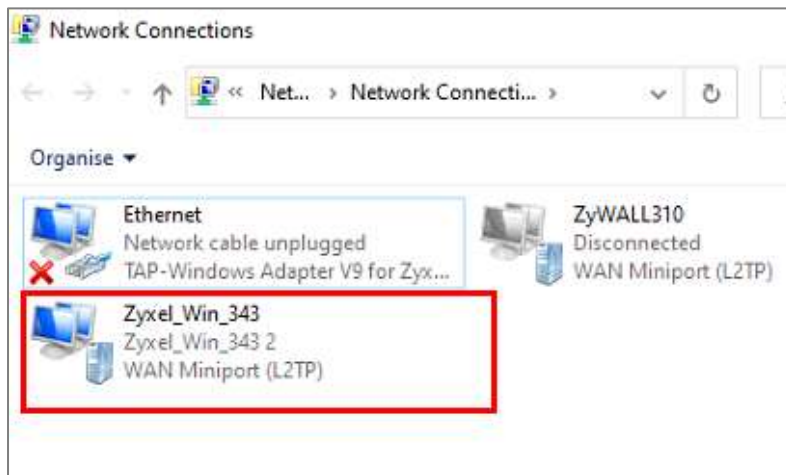 Network Connections
« Net... › Network Connecti... ›
Organise
Ethernet
Network cable unplugged
TAP-Windows Adapter V9 for Zyx...
ZyWALL310
Disconnected
WAN Miniport (L2TP)
Zyxel_Win_343
Zyxel_Win_343 2
WAN Miniport (L2TP)